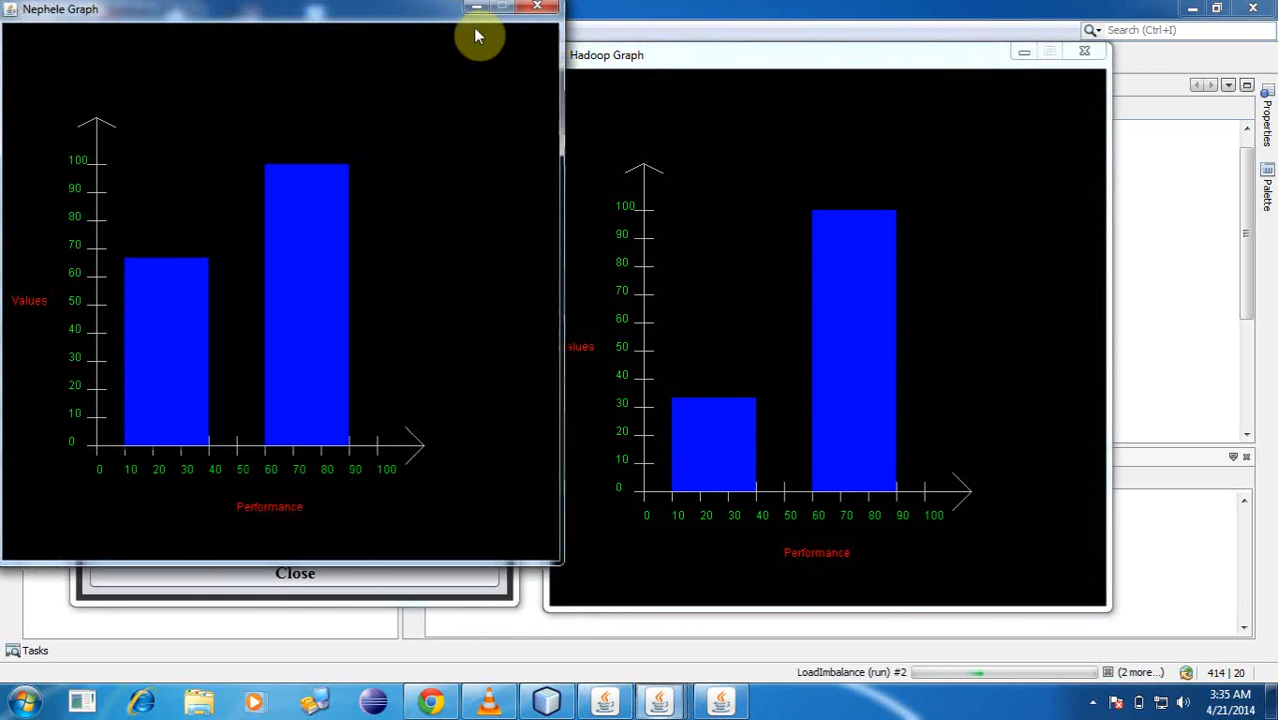 Nephele Graph
Search (Ctrl+I)
Hadoop Graph
Properties
Palette
100
90
80
70
60
50
40
30
20
10
0
Values
0 10 20 30 40 50 60 70 80 90 100
Performance
100
90
80
70
60
50
40
30
20
10
0
alues
0 10 20 30 40 50 60 70 80 90 100
Performance
Close
Tasks
LoadImbalance (run) #2
(2 more...)
414 | 20
3:35 AM
4/21/2014